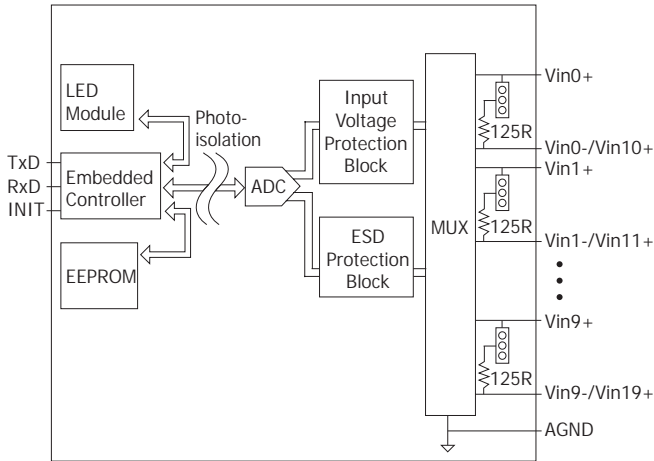 LED
Module
Photo-
isolation
TxD
RxD
INIT
Embedded
Controller
EEPROM
ADC
Input
Voltage
Protection
Block
ESD
Protection
Block
MUX
Vin0+
125R
Vin0-/Vin10+
Vin1+
125R
Vin1-/Vin11+
Vin9+
125R
Vin9-/Vin19+
AGND